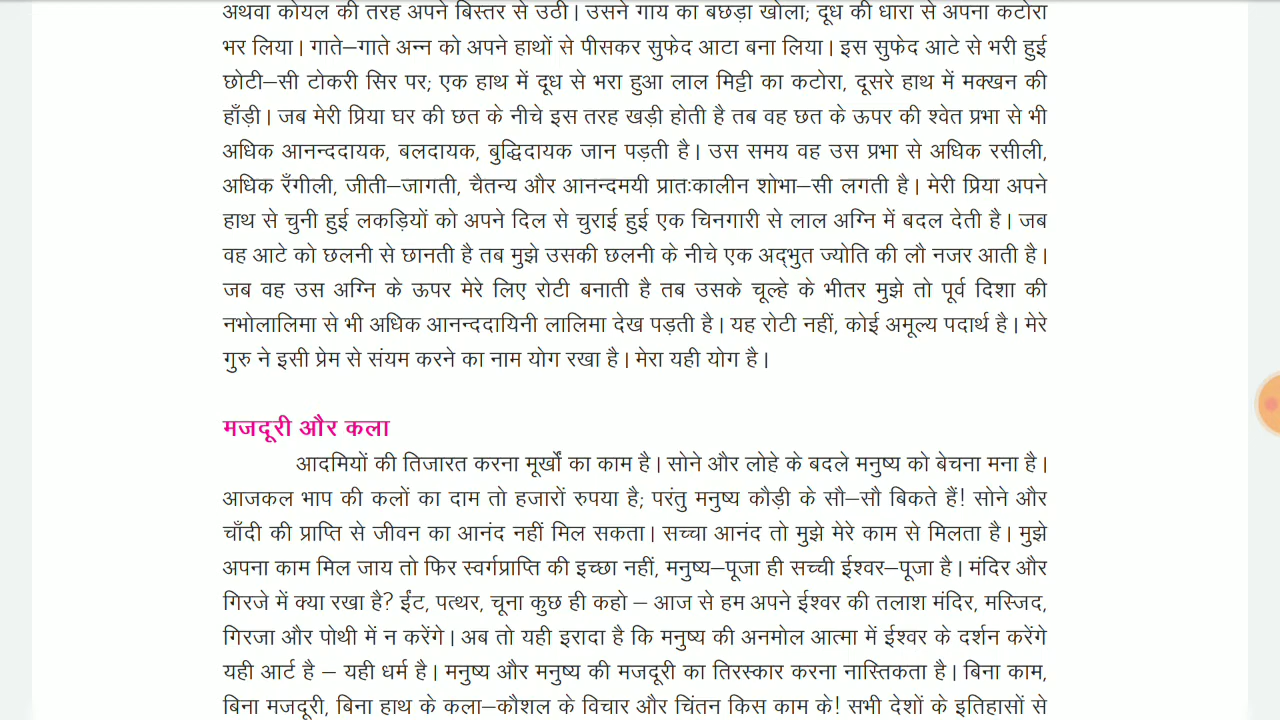 अथवा कोयल की तरह अपने बिस्तर से उठी। उसने गाय का बछड़ा खोला; दूध की धारा से अपना कटोरा
भर लिया। गाते–गाते अन्न को अपने हाथों से पीसकर सुफेद आटा बना लिया। इस सुफेद आटे से भरी हुई
छोटी–सी टोकरी सिर पर; एक हाथ में दूध से भरा हुआ लाल मिट्टी का कटोरा, दूसरे हाथ में मक्खन की
हाँड़ी। जब मेरी प्रिया घर की छत के नीचे इस तरह खड़ी होती है तब वह छत के ऊपर की श्वेत प्रभा से भी
अधिक आनन्ददायक, बलदायक, बुद्धिदायक जान पड़ती है। उस समय वह उस प्रभा से अधिक रसीली,
अधिक रँगीली, जीती–जागती, चैतन्य और आनन्दमयी प्रातःकालीन शोभा–सी लगती है। मेरी प्रिया अपने
हाथ से चुनी हुई लकड़ियों को अपने दिल से चुराई हुई एक चिनगारी से लाल अग्नि में बदल देती है। जब
वह आटे को छलनी से छानती है तब मुझे उसकी छलनी के नीचे एक अद्‌भुत ज्योति की लौ नजर आती है।
जब वह उस अग्नि के ऊपर मेरे लिए रोटी बनाती है तब उसके चूल्हे के भीतर मुझे तो पूर्व दिशा की
नभोलालिमा से भी अधिक आनन्ददायिनी लालिमा देख पड़ती है। यह रोटी नहीं, कोई अमूल्य पदार्थ है। मेरे
गुरु ने इसी प्रेम से संयम करने का नाम योग रखा है। मेरा यही योग है।
मजदूरी और कला
आदमियों की तिजारत करना मूर्खों का काम है। सोने और लोहे के बदले मनुष्य को बेचना मना है।
आजकल भाप की कलों का दाम तो हजारों रुपया है; परंतु मनुष्य कौड़ी के सौ–सौ बिकते हैं! सोने और
चाँदी की प्राप्ति से जीवन का आनंद नहीं मिल सकता। सच्चा आनंद तो मुझे मेरे काम से मिलता है। मुझे
अपना काम मिल जाय तो फिर स्वर्गप्राप्ति की इच्छा नहीं, मनुष्य–पूजा ही सच्ची ईश्वर–पूजा है। मंदिर और
गिरजे में क्या रखा है? ईंट, पत्थर, चूना कुछ ही कहो – आज से हम अपने ईश्वर की तलाश मंदिर, मस्जिद,
गिरजा और पोथी में न करेंगे। अब तो यही इरादा है कि मनुष्य की अनमोल आत्मा में ईश्वर के दर्शन करेंगे
यही आर्ट है – यही धर्म है। मनुष्य और मनुष्य की मजदूरी का तिरस्कार करना नास्तिकता है। बिना काम,
बिना मजदूरी, बिना हाथ के कला–कौशल के विचार और चिंतन किस काम के! सभी देशों के इतिहासों से